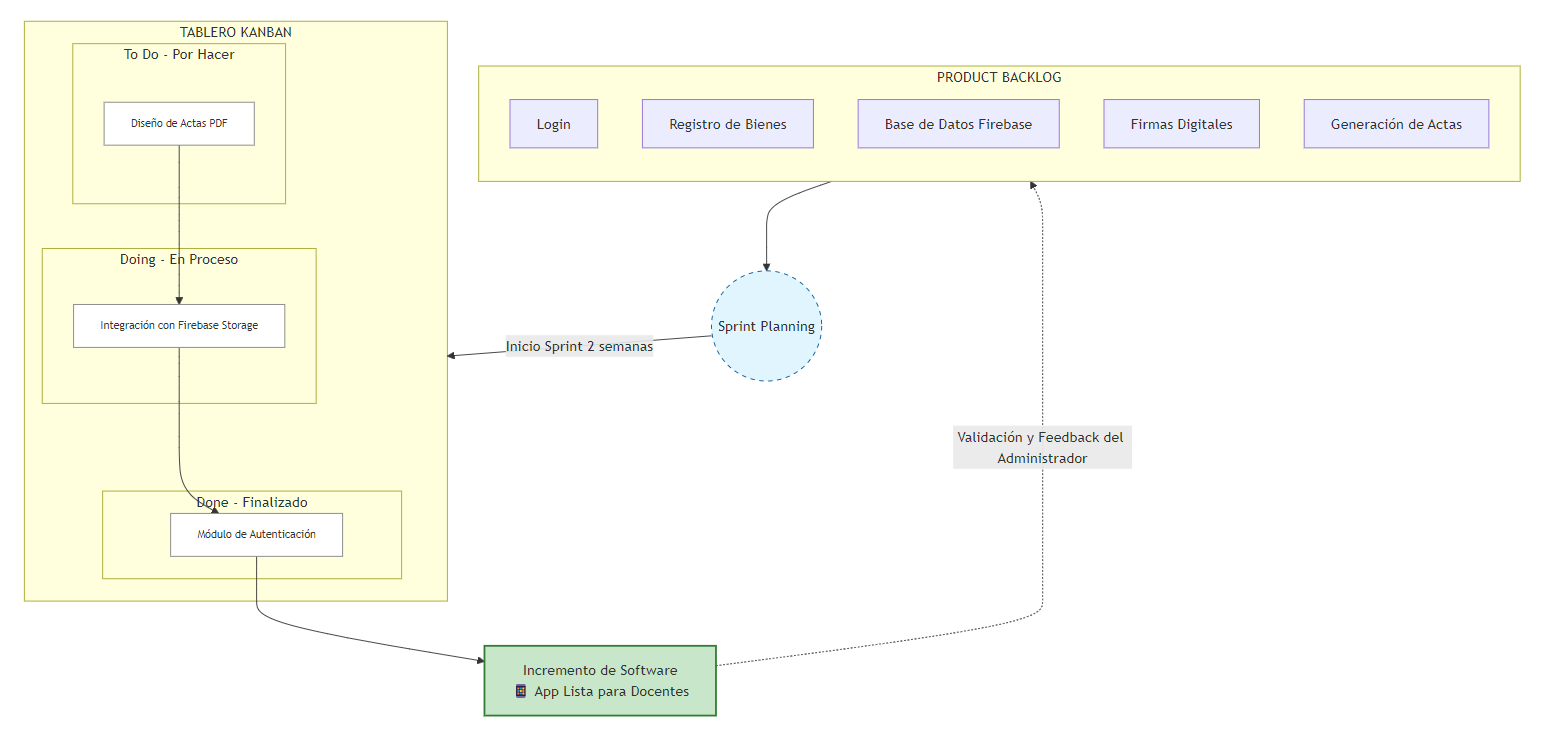 TABLERO KANBAN
To Do - Por Hacer
Diseño de Actas PDF
Doing - En Proceso
Integración con Firebase Storage
Done - Finalizado
Módulo de Autenticación
PRODUCT BACKLOG
Login
Registro de Bienes
Base de Datos Firebase
Firmas Digitales
Generación de Actas
Sprint Planning
Inicio Sprint 2 semanas
Validación y Feedback del
Administrador
Incremento de Software
📱 App Lista para Docentes